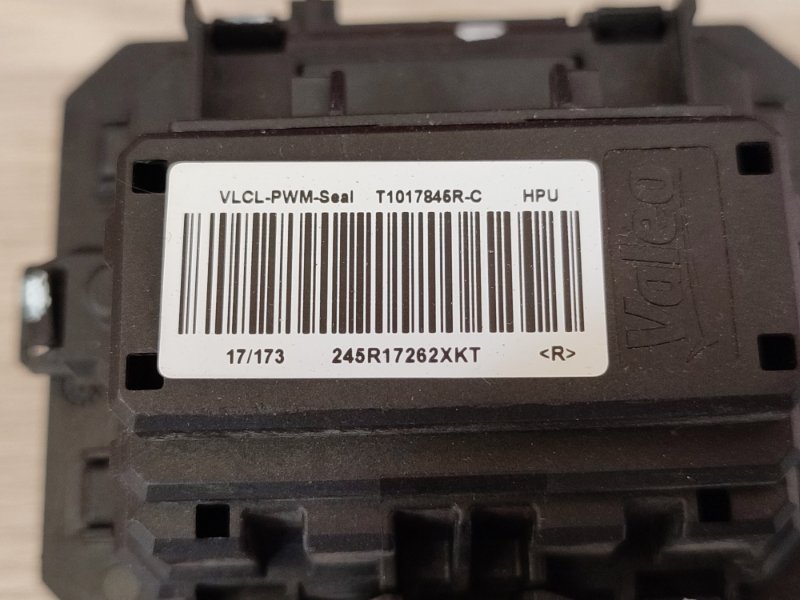 VLCL-PWM-Seal T1017845R-C HPU
17/173 245R17262XKT <R>
Valeo